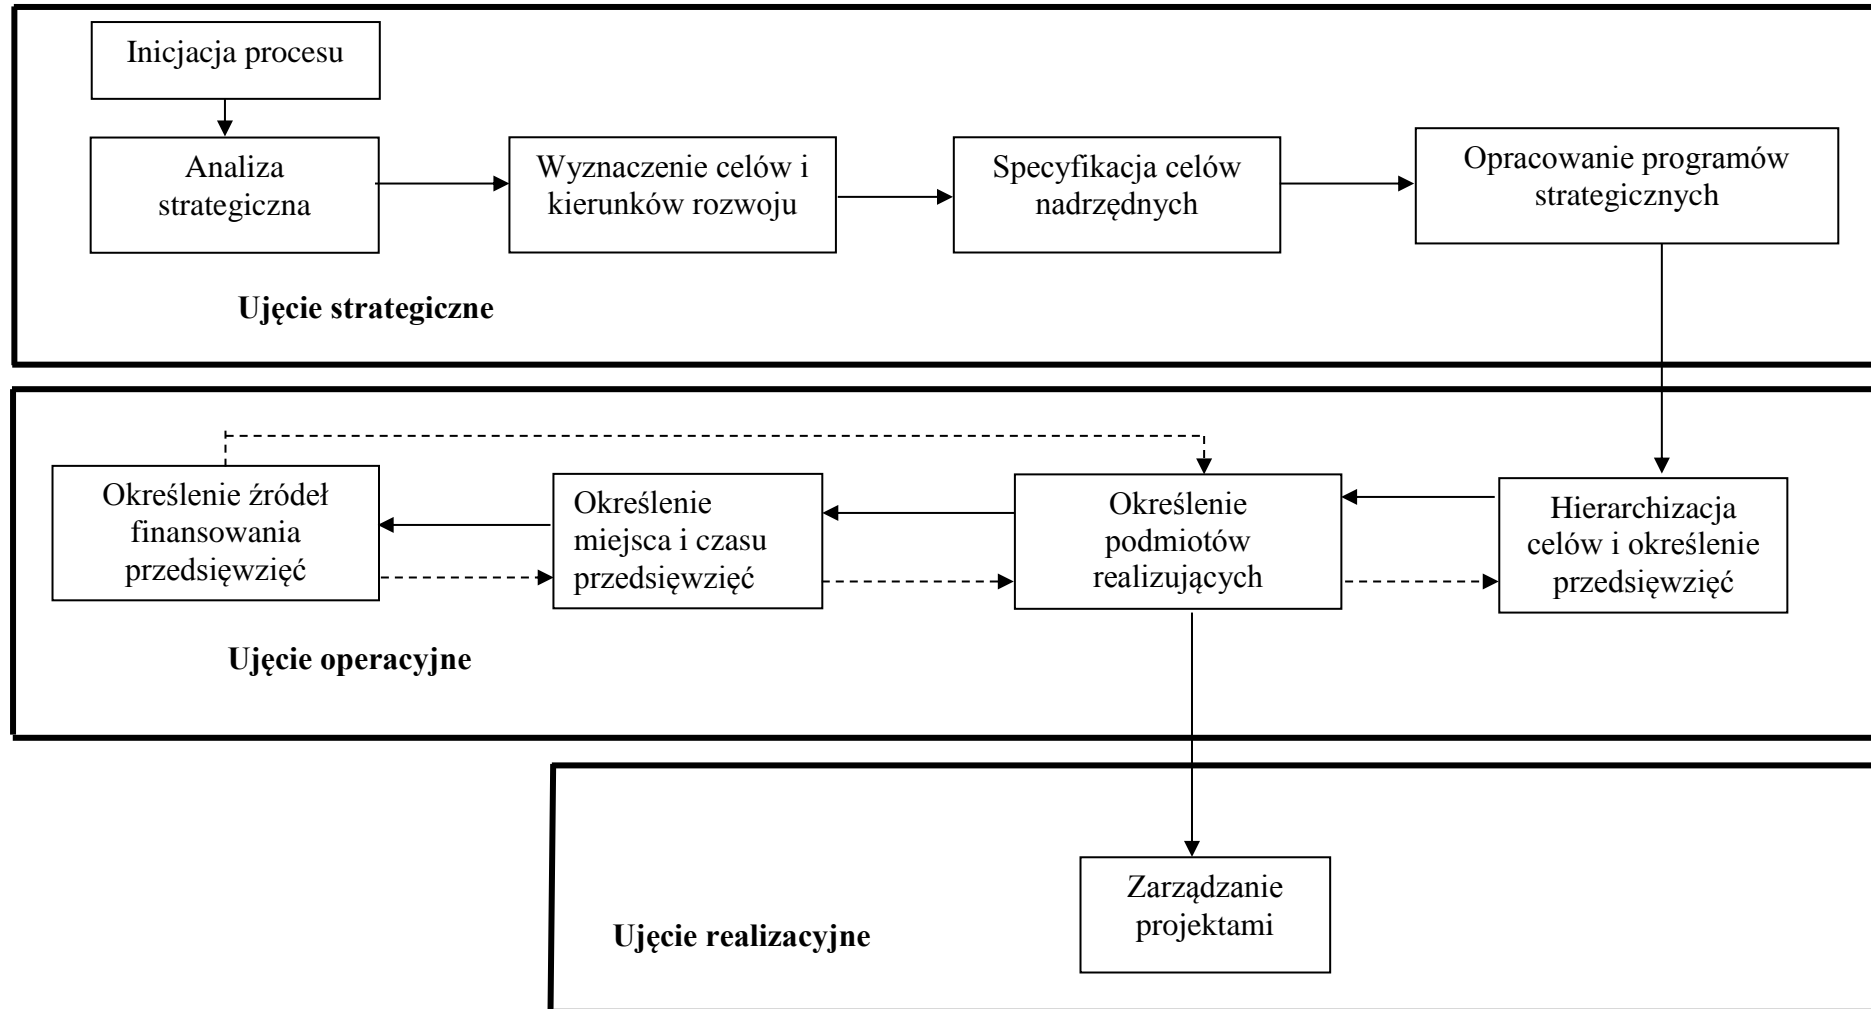 Inicjacja procesu
Analiza
strategiczna
Wyznaczenie celów i
kierunków rozwoju
Specyfikacja celów
nadrzędnych
Opracowanie programów
strategicznych
Ujęcie strategiczne
Określenie źródeł
finansowania
przedsięwzięć
Określenie
miejsca i czasu
przedsięwzięć
Określenie
podmiotów
realizujących
Hierarchizacja
celów i określenie
przedsięwzięć
Ujęcie operacyjne
Zarządzanie
projektami
Ujęcie realizacyjne